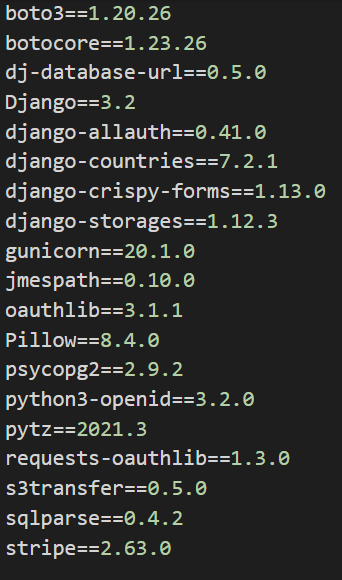 boto3==1.20.26
botocore==1.23.26
dj-database-url==0.5.0
Django==3.2
django-allauth==0.41.0
django-countries==7.2.1
django-crispy-forms==1.13.0
django-storages==1.12.3
gunicorn==20.1.0
jmespath==0.10.0
oauthlib==3.1.1
Pillow==8.4.0
psycopg2==2.9.2
python3-openid==3.2.0
pytz==2021.3
requests-oauthlib==1.3.0
s3transfer==0.5.0
sqlparse==0.4.2
stripe==2.63.0